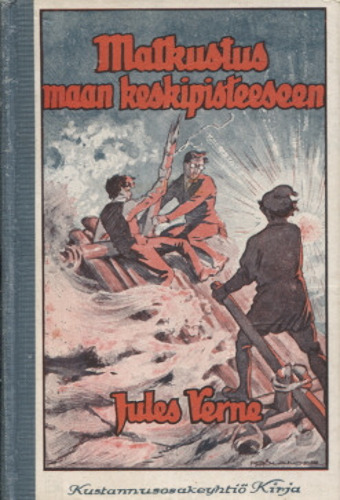 Matkustus
maan keskipisteeseen
Jules Verne
Kustannusosakeyhtiö Kirja